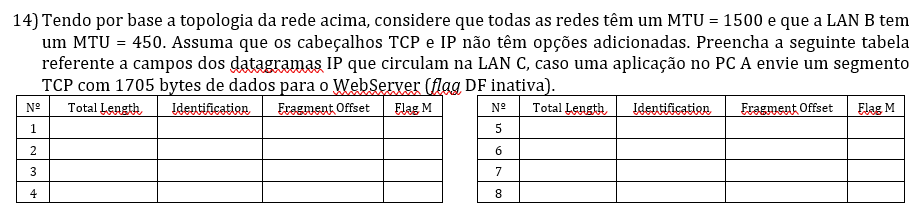 14) Tendo por base a topologia da rede acima, considere que todas as redes têm um MTU = 1500 e que a LAN B tem
um MTU = 450. Assuma que os cabeçalhos TCP e IP não têm opções adicionadas. Preencha a seguinte tabela
referente a campos dos datagramas IP que circulam na LAN C, caso uma aplicação no PC A envie um segmento
TCP com 1705 bytes de dados para o WebServer (flag DF inativa).
Nº Total Length Identification Fragment Offset Flag M Nº Total Length Identification Fragment Offset Flag M
1 5
2 6
3 7
4 8